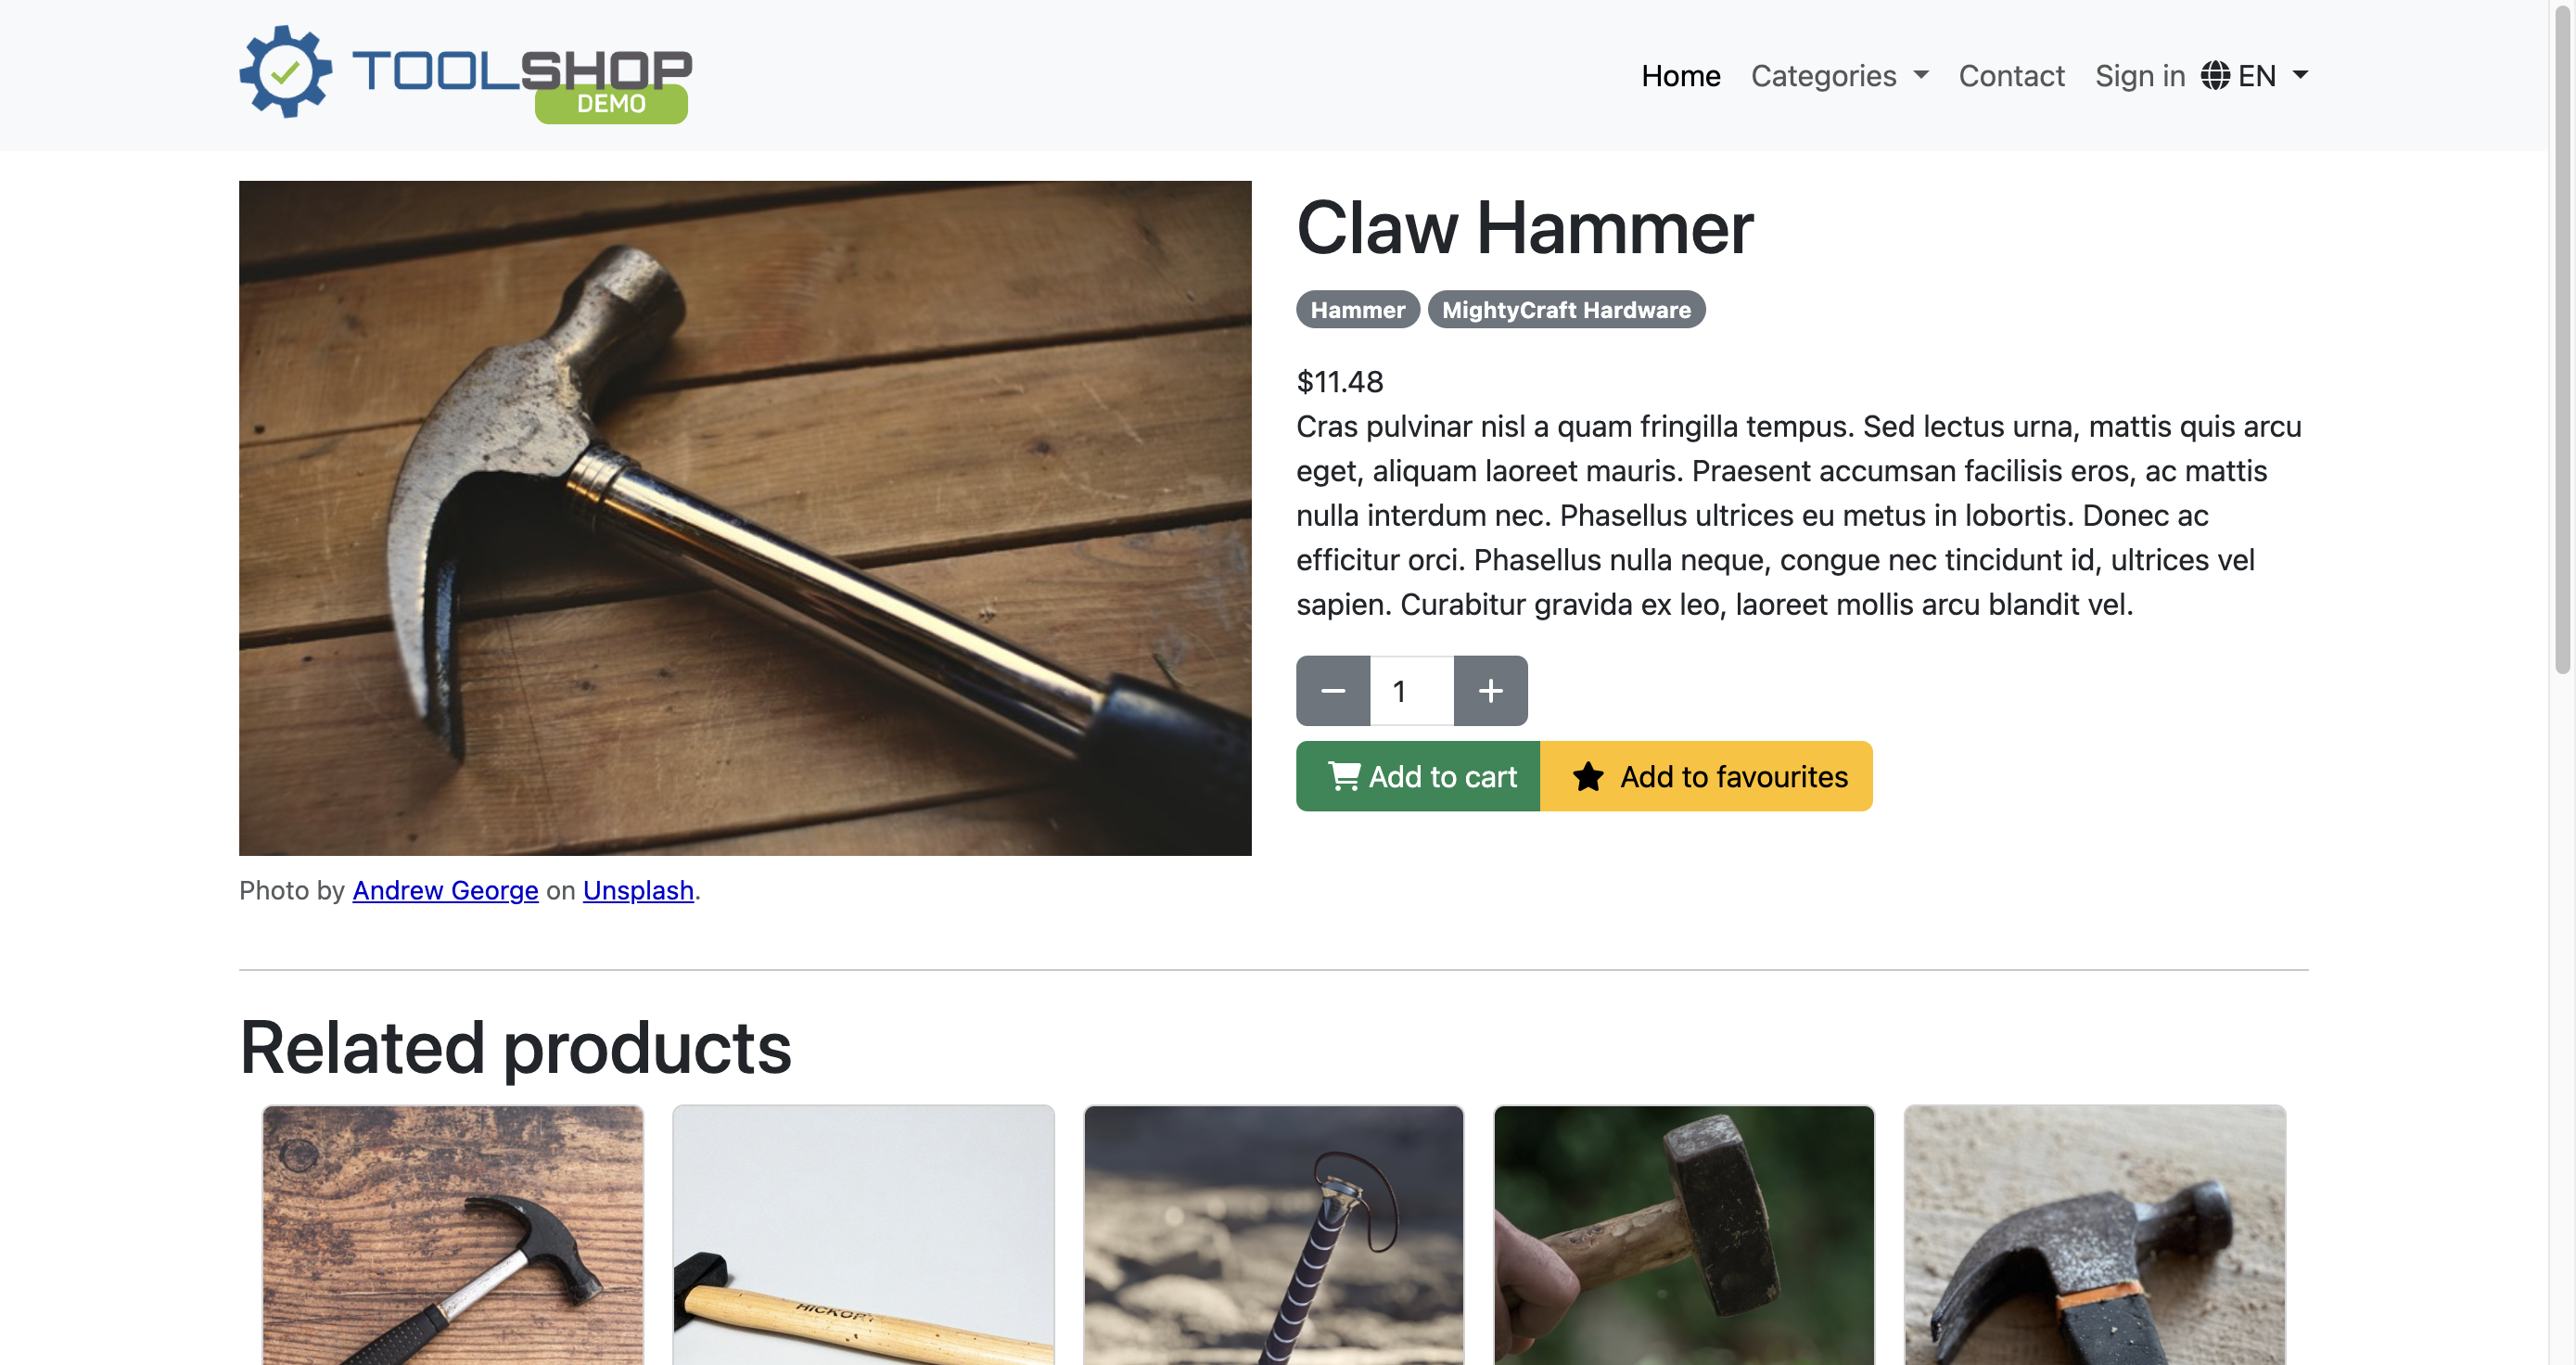 TOOLSHOP
DEMO
Home Categories Contact Sign in EN
Claw Hammer
Hammer MightyCraft Hardware
$11.48
Cras pulvinar nisl a quam fringilla tempus. Sed lectus urna, mattis quis arcu
eget, aliquam laoreet mauris. Praesent accumsan facilisis eros, ac mattis
nulla interdum nec. Phasellus ultrices eu metus in lobortis. Donec ac
efficitur orci. Phasellus nulla neque, congue nec tincidunt id, ultrices vel
sapien. Curabitur gravida ex leo, laoreet mollis arcu blandit vel.
1
Add to cart Add to favourites
Photo by Andrew George on Unsplash.
Related products
HICKORY